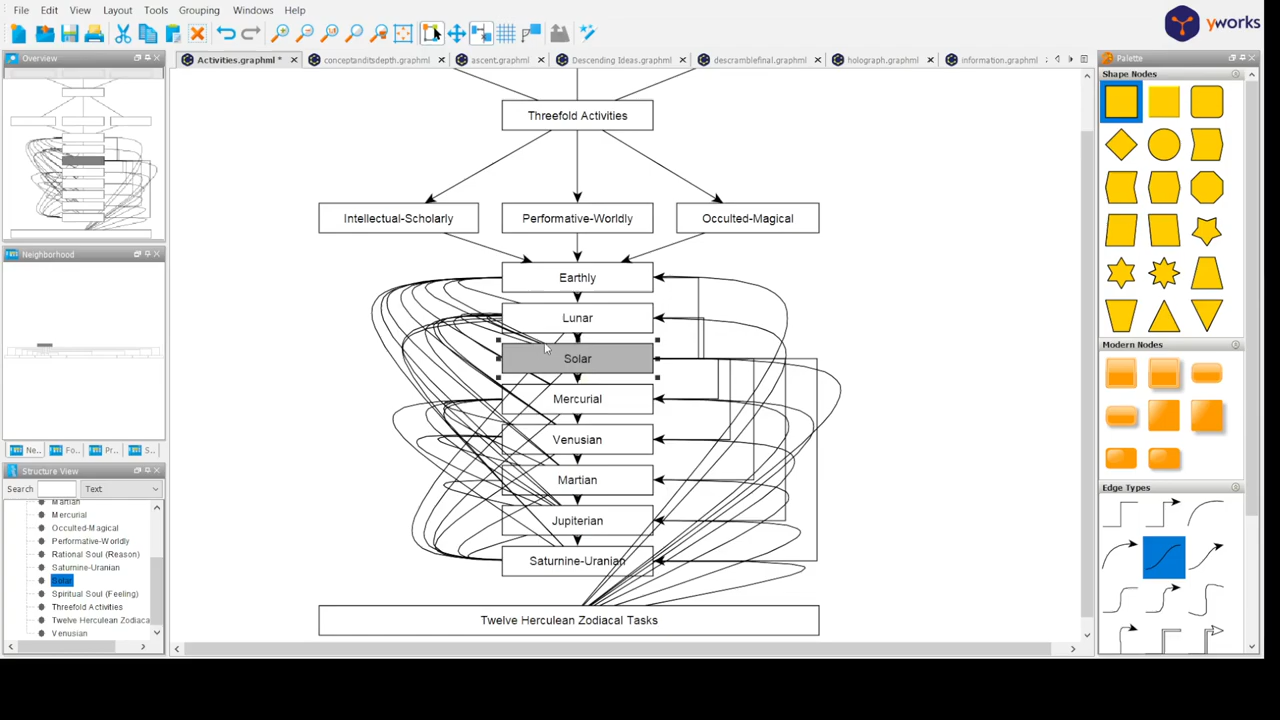 File Edit View Layout Tools Grouping Activities Windows Help
yworks
Overview
Activities.graphml *
conceptanditsdepth.graphml
ascent.graphml
Descending Ideas.graphml
descramblefinal.graphml
holograph.graphml
information.graphml
Palette
Shape Nodes
Threefold Activities
Intellectual-Scholarly
Performative-Worldly
Occulted-Magical
Neighborhood
Earthly
Lunar
Solar
Modern Nodes
Mercurial
Venusian
Ne... Fo... Pr... S...
Structure View
Martian
Search Text
Edge Types
Martian
Mercurial
Occulted-Magical
Performative-Worldly
Rational Soul (Reason)
Saturnine-Uranian
Solar
Spiritual Soul (Feeling)
Threefold Activities
Twelve Herculean Zodiaca
Venusian
Jupiterian
Saturnine-Uranian
Twelve Herculean Zodiacal Tasks